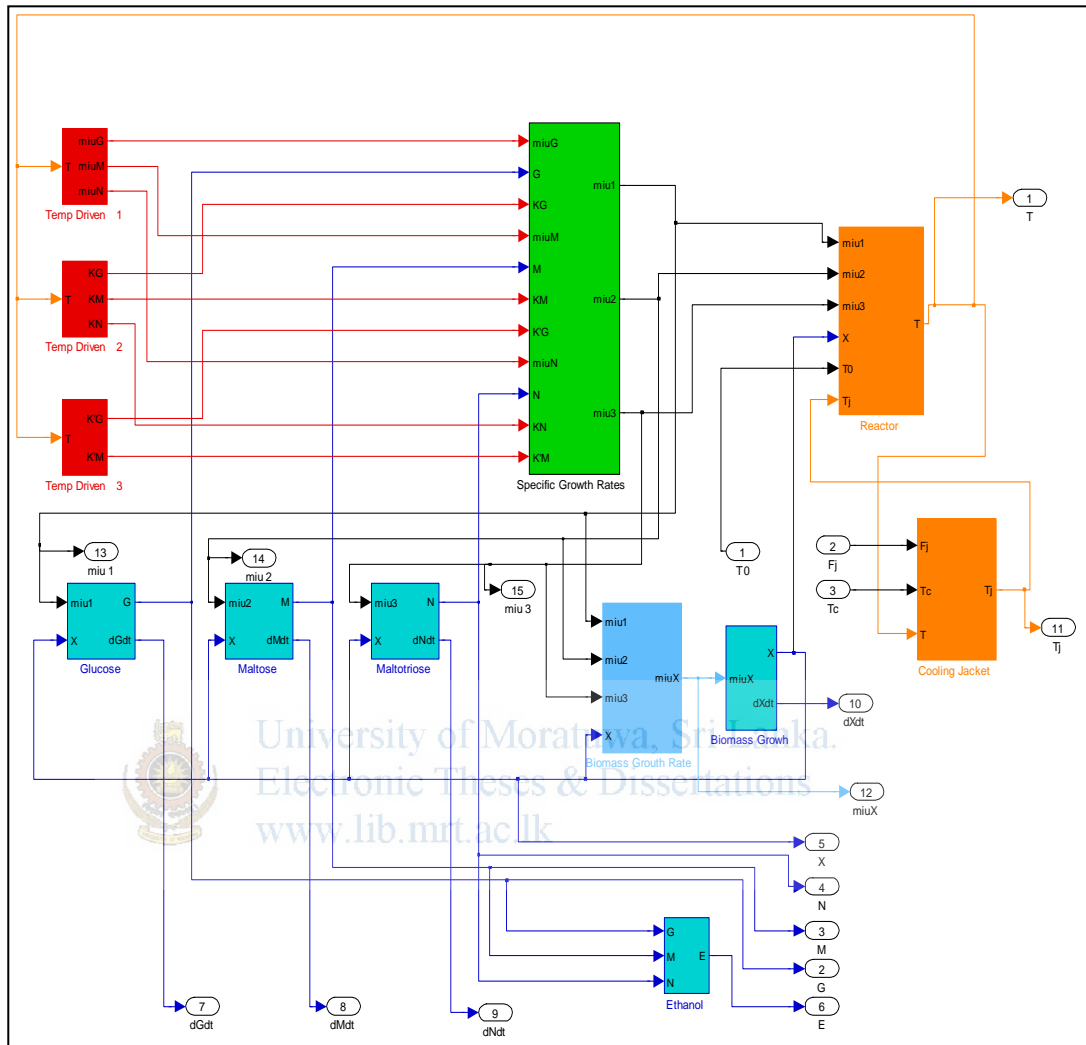 miuG
T miuM
miuN
Temp Driven 1
KG
T KM
KN
Temp Driven 2
K'G
T
K'M
Temp Driven 3
miuG
G
KG
miuM
M
KM
K'G
miuN
N
KN
K'M
miu1
miu2
miu3
Specific Growth Rates
miu1
miu2
miu3
X
T0
Tj
T
Reactor
1
T
13
miu 1
14
miu 2
15
miu 3
1
T0
2
Fj
3
Tc
Fj
Tc
T
Tj
Cooling Jacket
11
Tj
miu1 G
X dGdt
Glucose
miu2 M
X dMdt
Maltose
miu3 N
X dNdt
Maltotriose
miu1
miu2
miu3
X
miuX
Biomass Grouth Rate
miuX
X
dXdt
Biomass Growh
10
dXdt
12
miuX
University of Moratuwa, Sri Lanka.
Electronic Theses & Dissertations
www.lib.mrt.ac.lk
5
X
4
N
3
M
2
G
6
E
G
M E
N
Ethanol
7
dGdt
8
dMdt
9
dNdt